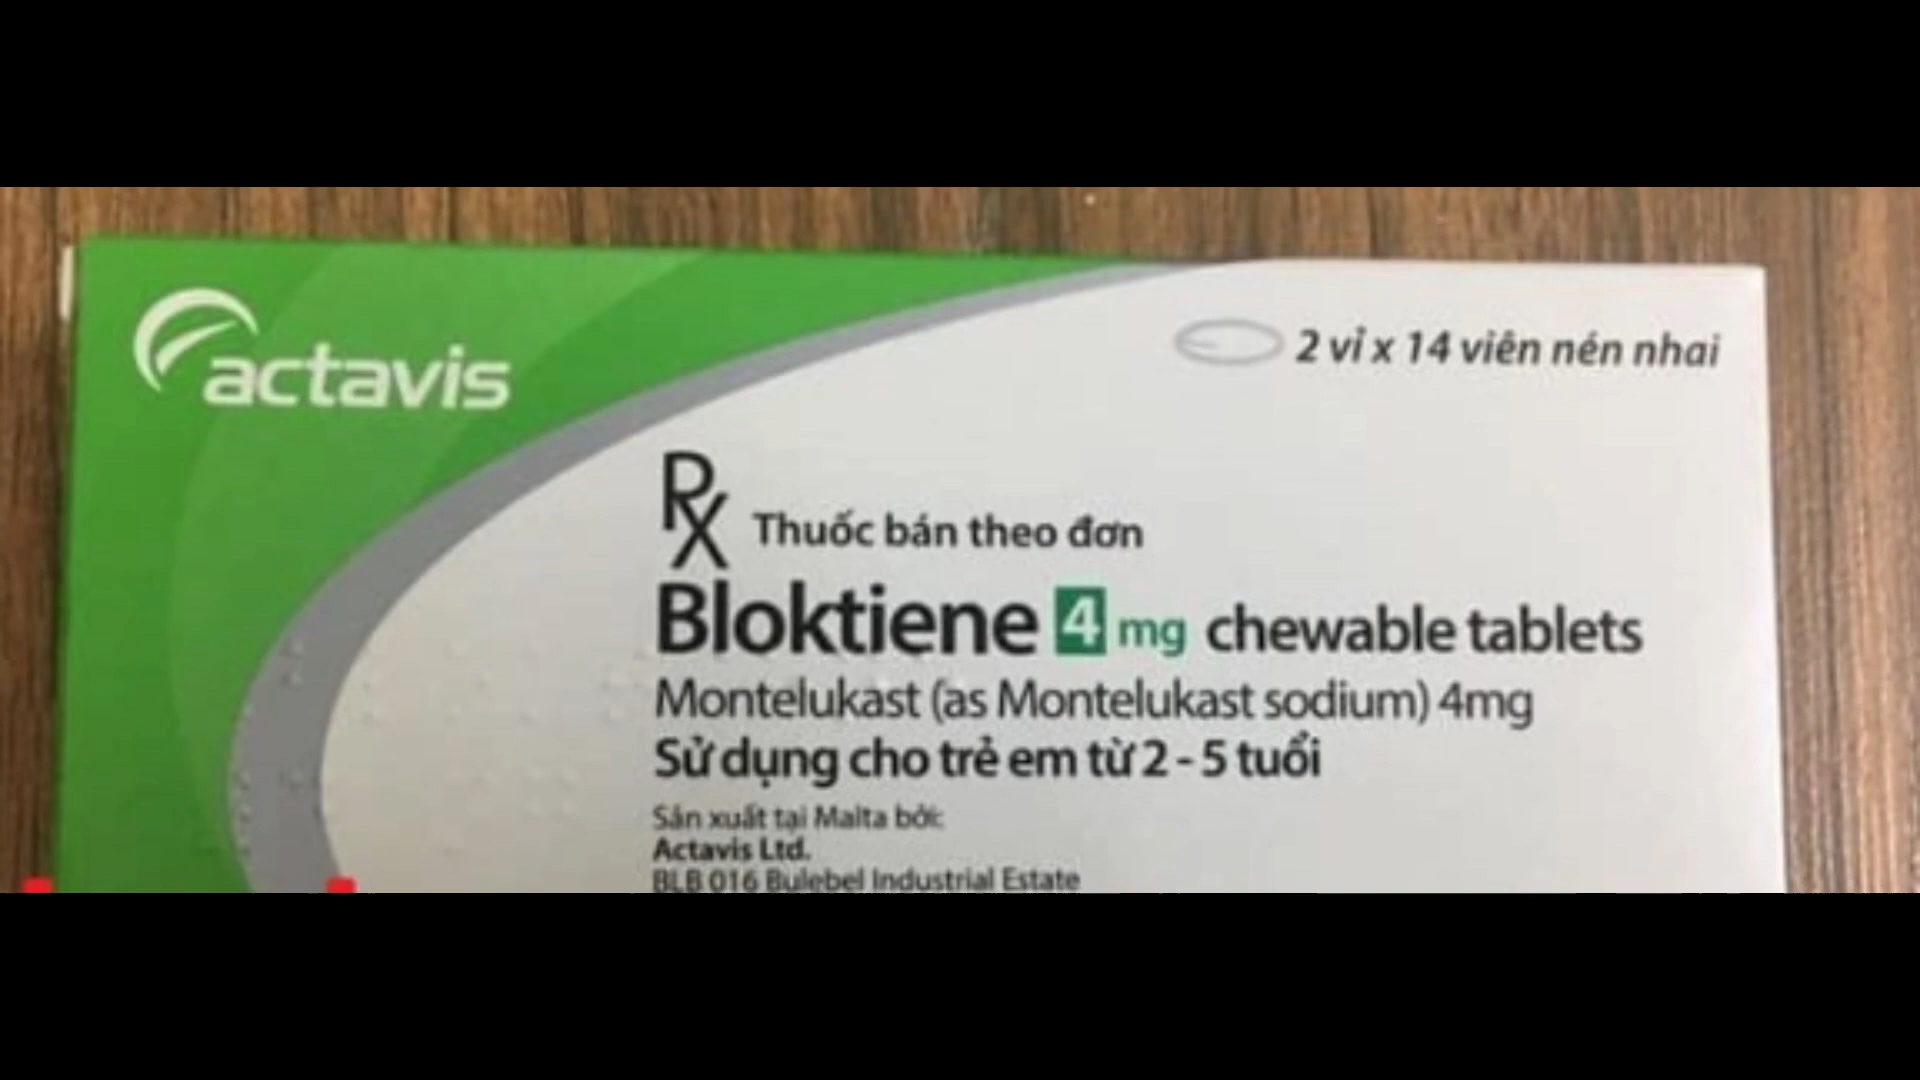 actavis
2 vỉ x 14 viên nén nhai
Rx Thuốc bán theo đơn
Bloktiene 4 mg chewable tablets
Montelukast (as Montelukast sodium) 4mg
Sử dụng cho trẻ em từ 2 - 5 tuổi
Sản xuất tại Malta bởi:
Actavis Ltd.
BLB 016 Bulebel Industrial Estate